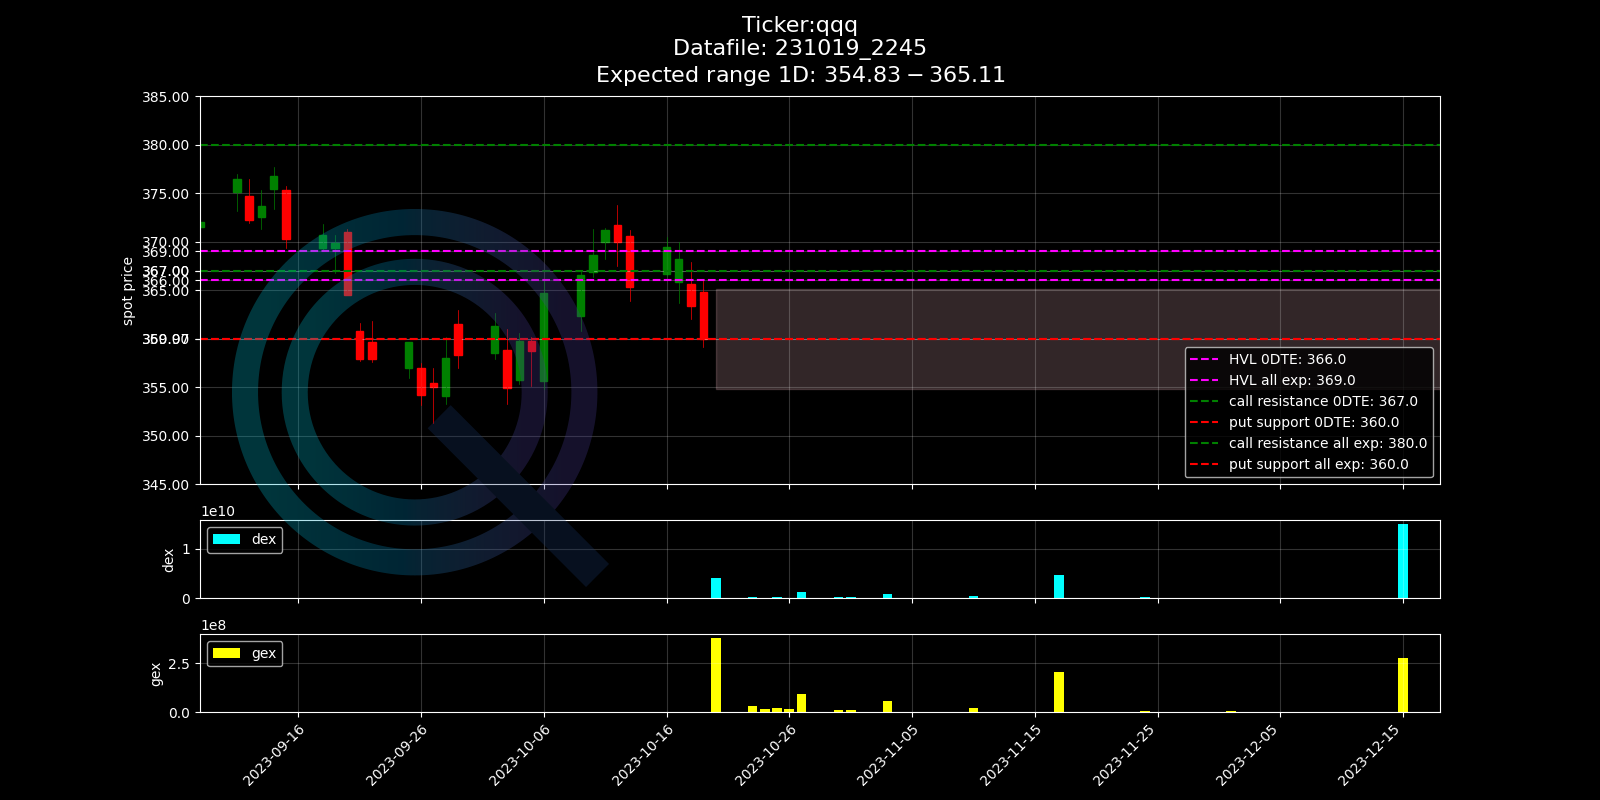 Ticker:qqq
Datafile: 231019_2245
Expected range 1D: 354.83 − 365.11
spot price
385.00
380.00
375.00
370.00
369.00
367.00
366.00
365.00
360.00
355.00
350.00
345.00
HVL 0DTE: 366.0
HVL all exp: 369.0
call resistance 0DTE: 367.0
put support 0DTE: 360.0
call resistance all exp: 380.0
put support all exp: 360.0
1e10
dex
1
0
dex
1e8
gex
2.5
0.0
gex
2023-09-16
2023-09-26
2023-10-06
2023-10-16
2023-10-26
2023-11-05
2023-11-15
2023-11-25
2023-12-05
2023-12-15